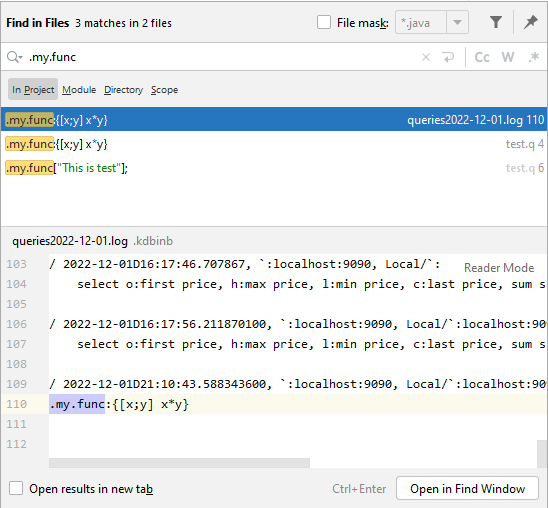 Find in Files 3 matches in 2 files File mask: *.java
.my.func Cc W .*
In Project Module Directory Scope
.my.func:{[x;y] x*y} queries2022-12-01.log 110
.my.func:{[x;y] x*y} test.q 4
.my.func["This is test"]; test.q 6
queries2022-12-01.log .kdbinb
Reader Mode
103 / 2022-12-01D16:17:46.707867, `:localhost:9090, Local/`:
104 select o:first price, h:max price, l:min price, c:last price, sum s
105
106 / 2022-12-01D16:17:56.211870100, `:localhost:9090, Local/`:localhost:909
107 select o:first price, h:max price, l:min price, c:last price, sum s
108
109 / 2022-12-01D21:10:43.588343600, `:localhost:9090, Local/`:localhost:909
110 .my.func:{[x;y] x*y}
111
112
Open results in new tab Ctrl+Enter Open in Find Window